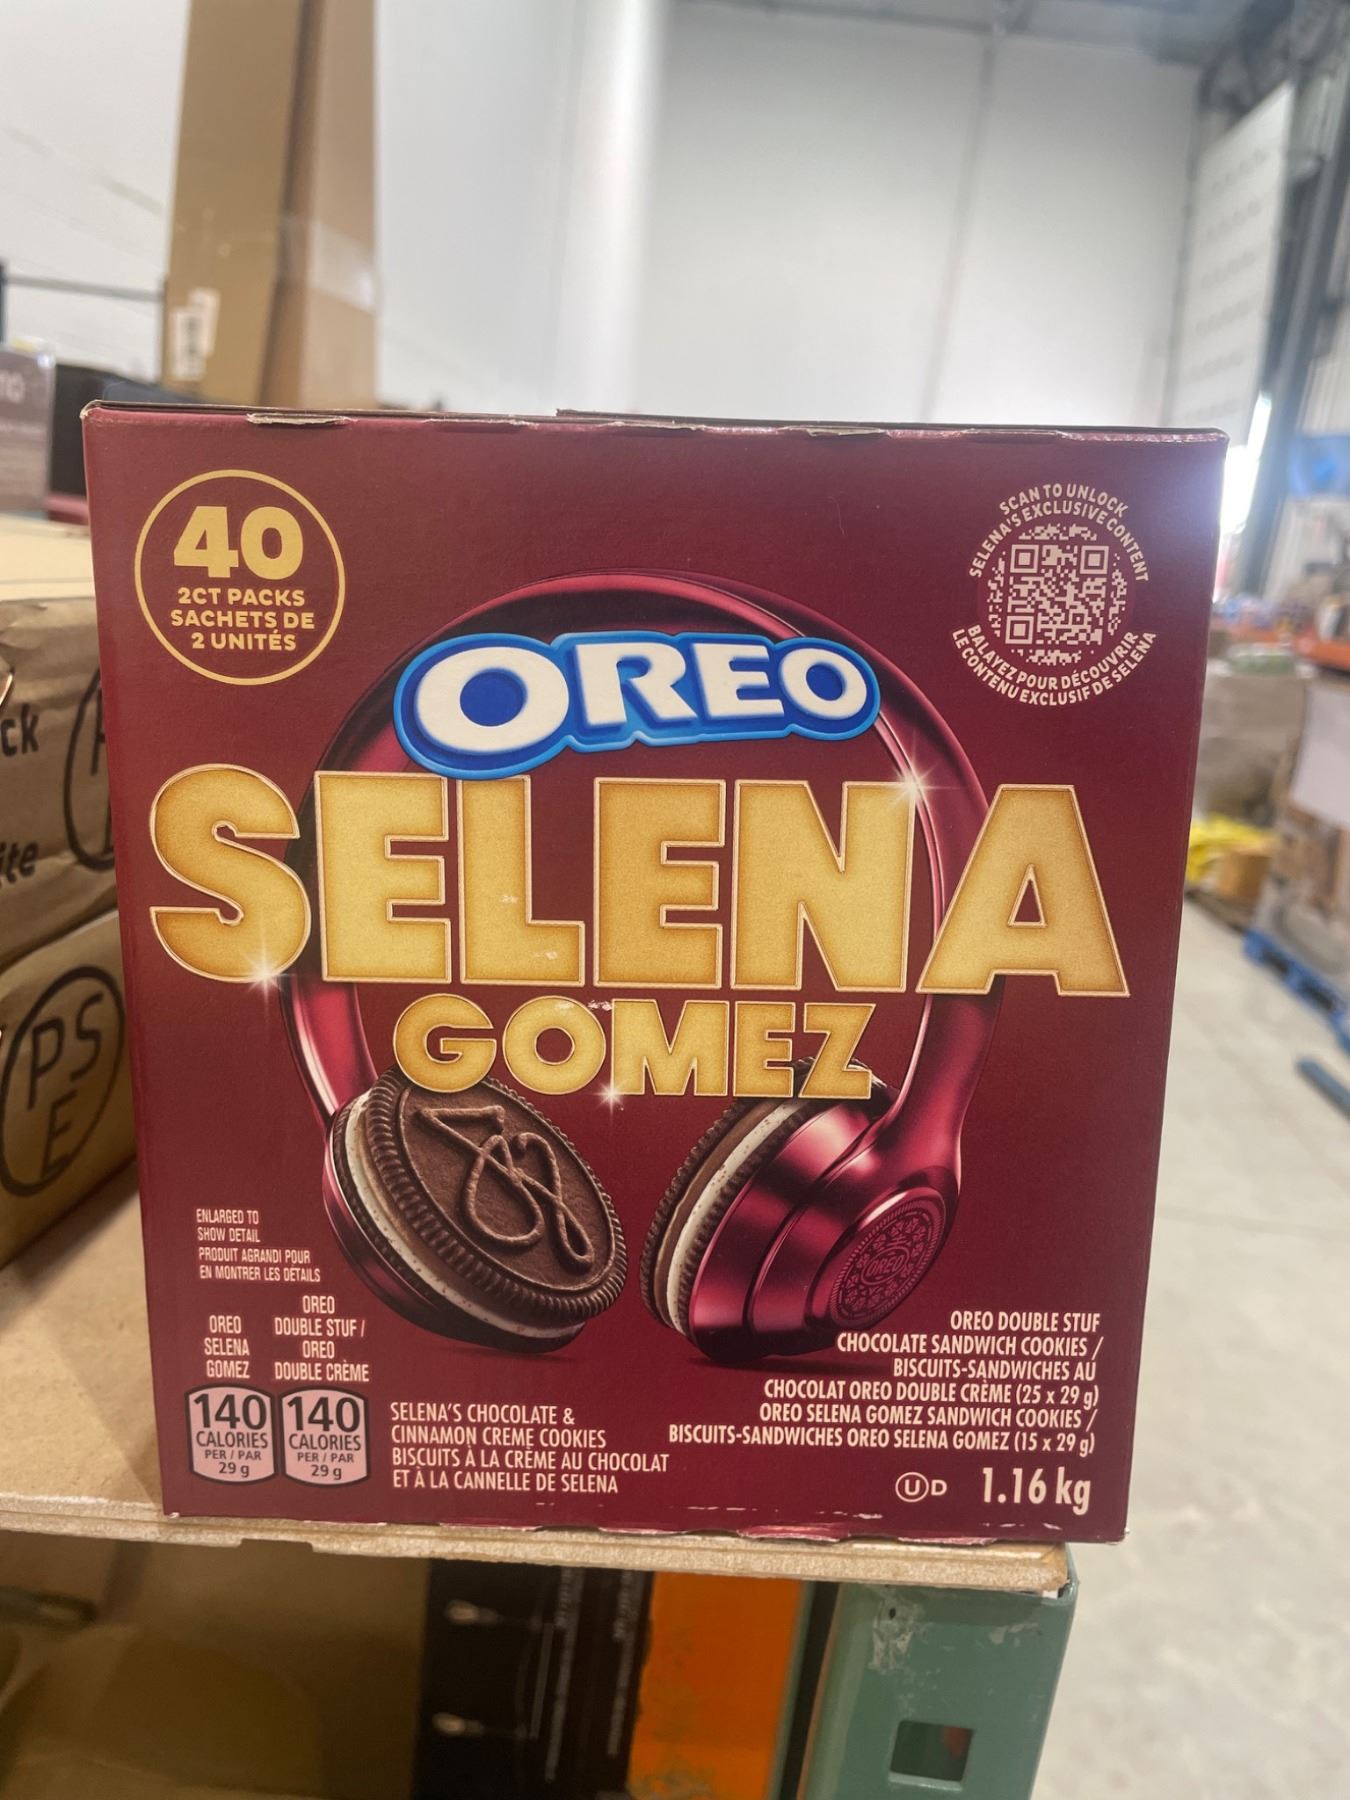 40
2CT PACKS
SACHETS DE
2 UNITÉS
SCAN TO UNLOCK
SELENA'S EXCLUSIVE CONTENT
BALAYEZ POUR DÉCOUVRIR
LE CONTENU EXCLUSIF DE SELENA
OREO
SELENA
GOMEZ
OREO
ENLARGED TO
SHOW DETAIL
PRODUIT AGRANDI POUR
EN MONTRER LES DÉTAILS
OREO
SELENA
GOMEZ
140
CALORIES
PER / PAR
29 g
OREO
DOUBLE STUF /
OREO
DOUBLE CRÈME
140
CALORIES
PER / PAR
29 g
SELENA'S CHOCOLATE &
CINNAMON CREME COOKIES
BISCUITS À LA CRÈME AU CHOCOLAT
ET À LA CANNELLE DE SELENA
OREO DOUBLE STUF
CHOCOLATE SANDWICH COOKIES /
BISCUITS-SANDWICHES AU
CHOCOLAT OREO DOUBLE CRÈME (25 x 29 g)
OREO SELENA GOMEZ SANDWICH COOKIES /
BISCUITS-SANDWICHES OREO SELENA GOMEZ (15 x 29 g)
U D 1.16 kg
ck
ite
PS
E